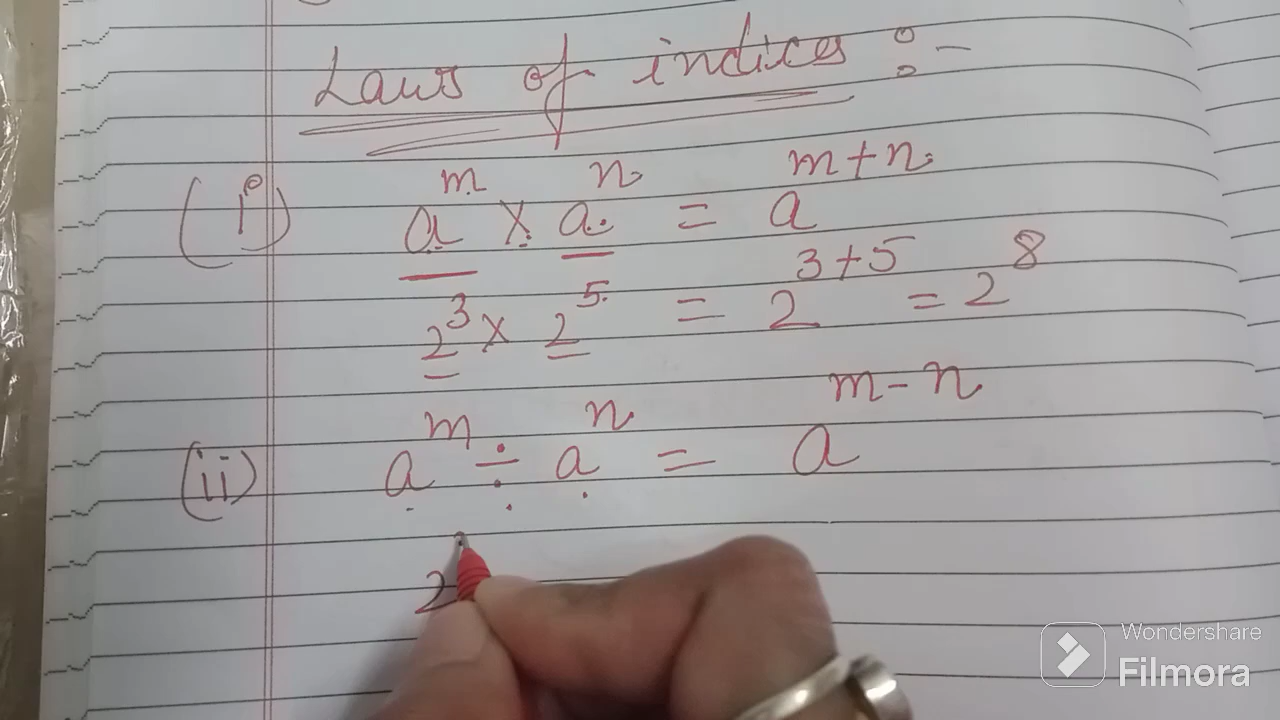 Laws of indices :-
(i) a^m × a^n = a^{m+n}
2^3 × 2^5 = 2^{3+5} = 2^8
(ii) a^m ÷ a^n = a^{m-n}
2
Wondershare
Filmora